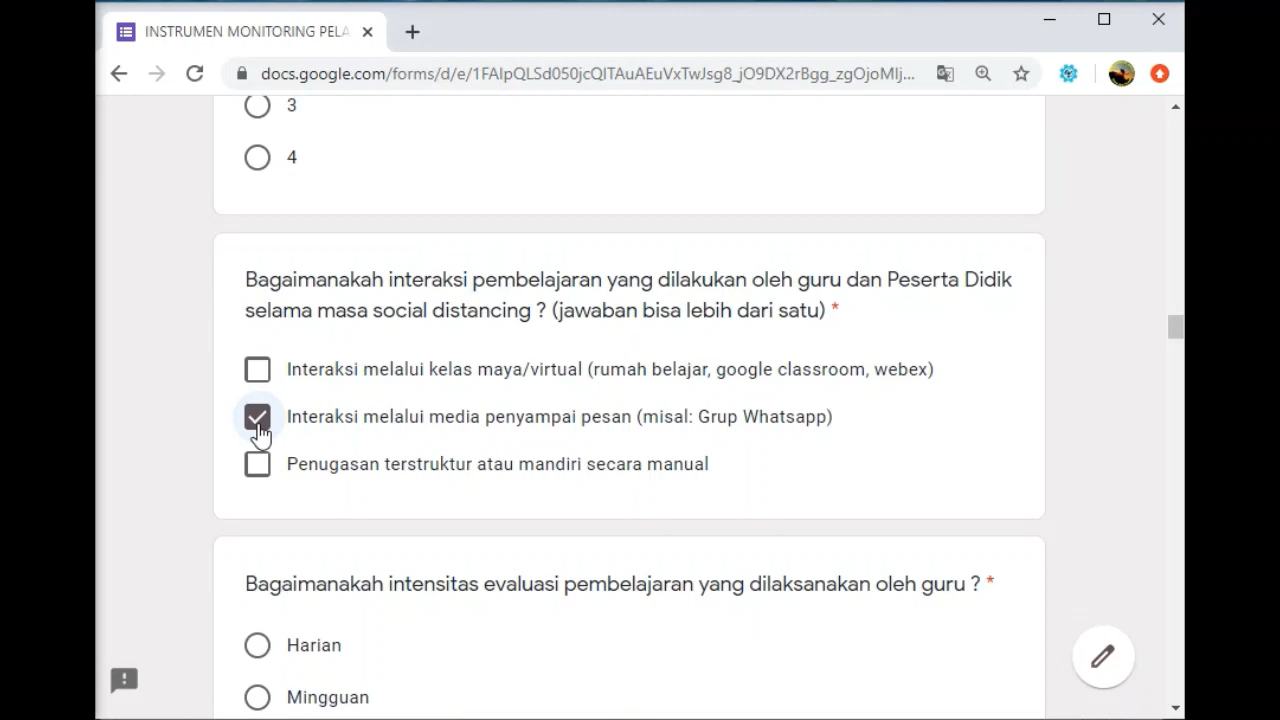 INSTRUMEN MONITORING PELA
docs.google.com/forms/d/e/1FAIpQLSd050jcQITAuAEuVxTwJsg8_jO9DX2rBgg_zgOjoMIj...
3
4
Bagaimanakah interaksi pembelajaran yang dilakukan oleh guru dan Peserta Didik
selama masa social distancing ? (jawaban bisa lebih dari satu) *
Interaksi melalui kelas maya/virtual (rumah belajar, google classroom, webex)
Interaksi melalui media penyampai pesan (misal: Grup Whatsapp)
Penugasan terstruktur atau mandiri secara manual
Bagaimanakah intensitas evaluasi pembelajaran yang dilaksanakan oleh guru ? *
Harian
Mingguan